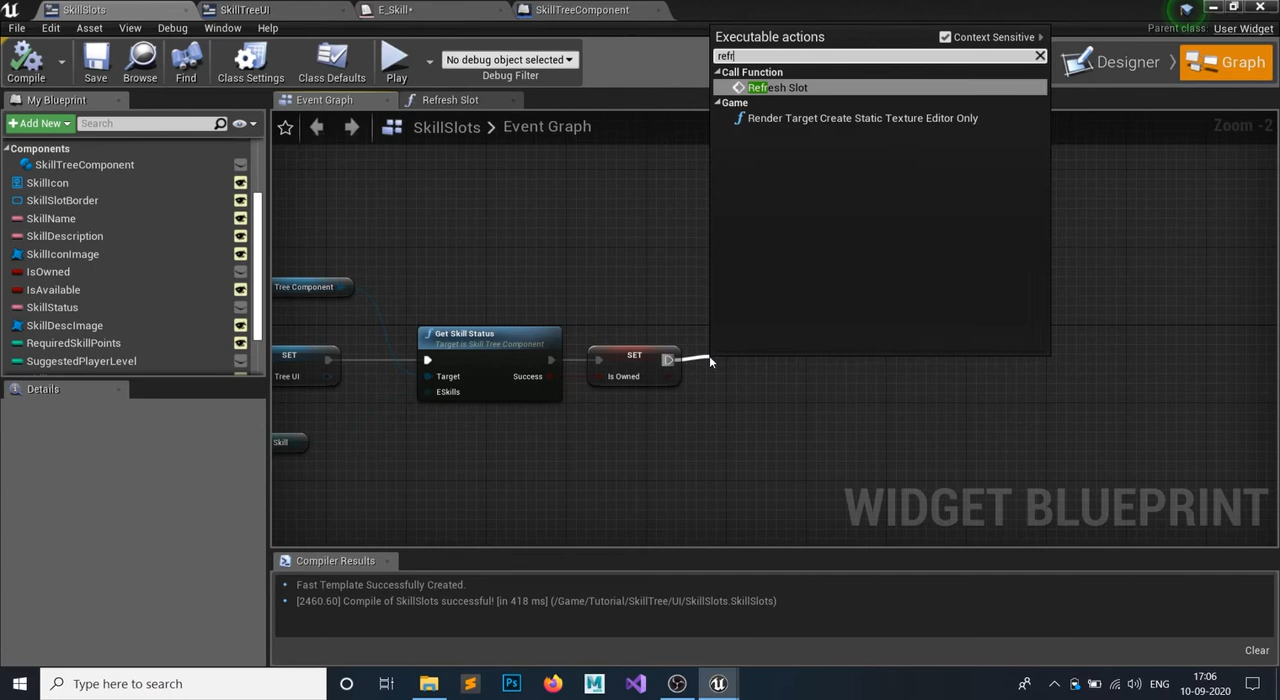 SkillSlots
SkillTreeUI
E_Skill*
SkillTreeComponent
File
Edit
Asset
View
Debug
Window
Help
Parent class:
User Widget
Compile
Save
Browse
Find
Class Settings
Class Defaults
Play
No debug object selected
Debug Filter
Designer
Graph
Executable actions
Context Sensitive
refr
Call Function
Refresh Slot
Game
Render Target Create Static Texture Editor Only
My Blueprint
Add New
Search
Components
SkillTreeComponent
SkillIcon
SkillSlotBorder
SkillName
SkillDescription
SkillIconImage
IsOwned
IsAvailable
SkillStatus
SkillDescImage
RequiredSkillPoints
SuggestedPlayerLevel
Details
Event Graph
Refresh Slot
SkillSlots
Event Graph
Zoom -2
Tree Component
SET
Tree UI
Skill
Get Skill Status
Target is Skill Tree Component
Target
Success
ESkills
SET
Is Owned
WIDGET BLUEPRINT
Compiler Results
Fast Template Successfully Created.
[2460.60] Compile of SkillSlots successful! [in 418 ms] (/Game/Tutorial/SkillTree/UI/SkillSlots.SkillSlots)
Clear
Type here to search
ENG
17:06
10-09-2020